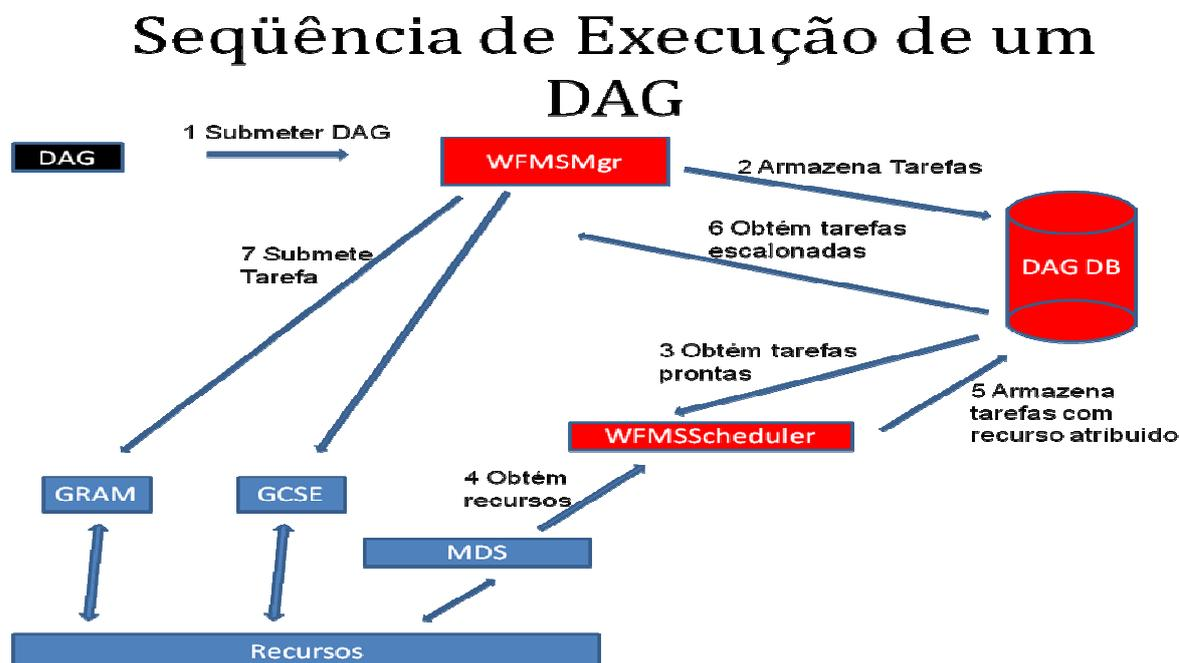 Seqüência de Execução de um
DAG
1 Submeter DAG
DAG
WFMSMgr
2 Armazena Tarefas
6 Obtém tarefas
escalonadas
7 Submete
Tarefa
DAG DB
3 Obtém tarefas
prontas
5 Armazena
tarefas com
recurso atribuido
WFMSScheduler
4 Obtém
recursos
GRAM
GCSE
MDS
Recursos